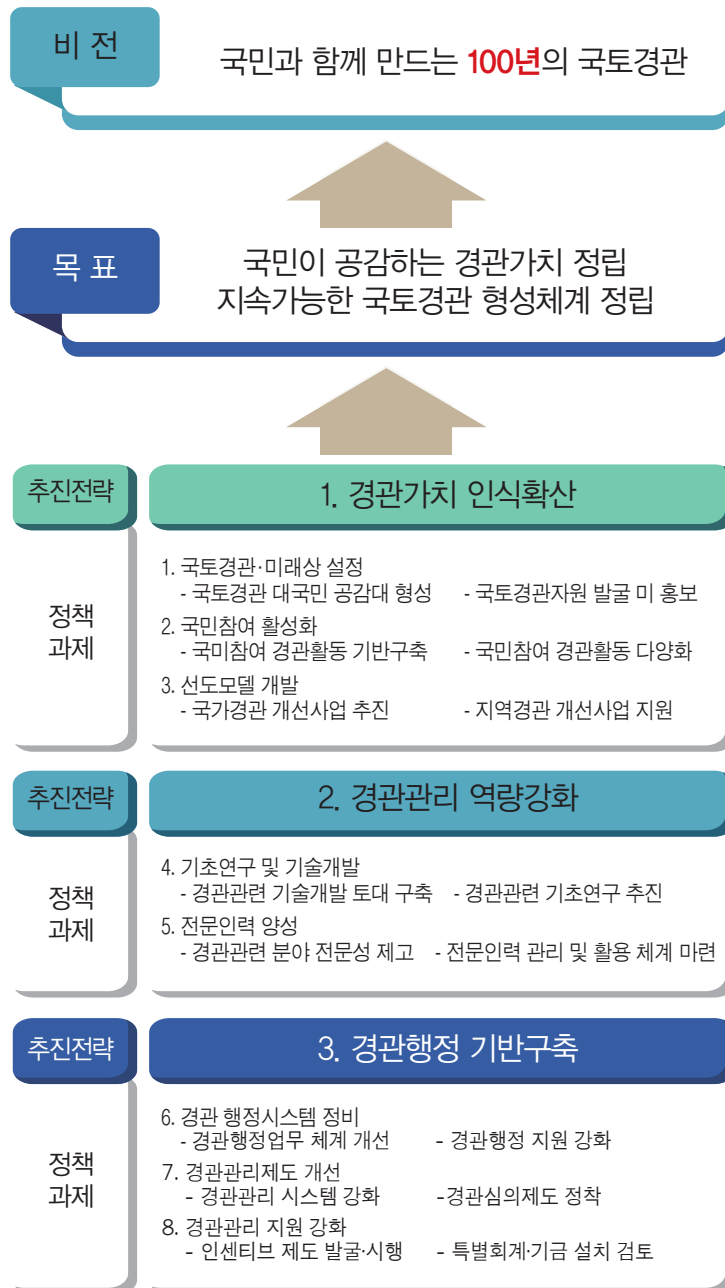 비 전
국민과 함께 만드는 100년의 국토경관
목 표
국민이 공감하는 경관가치 정립
지속가능한 국토경관 형성체계 정립
추진전략
1. 경관가치 인식확산
정책
과제
1. 국토경관·미래상 설정
- 국토경관 대국민 공감대 형성 - 국토경관자원 발굴 미 홍보
2. 국민참여 활성화
- 국미참여 경관활동 기반구축 - 국민참여 경관활동 다양화
3. 선도모델 개발
- 국가경관 개선사업 추진 - 지역경관 개선사업 지원
추진전략
2. 경관관리 역량강화
정책
과제
4. 기초연구 및 기술개발
- 경관관련 기술개발 토대 구축 - 경관관련 기초연구 추진
5. 전문인력 양성
- 경관관련 분야 전문성 제고 - 전문인력 관리 및 활용 체계 마련
추진전략
3. 경관행정 기반구축
정책
과제
6. 경관 행정시스템 정비
- 경관행정업무 체계 개선 - 경관행정 지원 강화
7. 경관관리제도 개선
- 경관관리 시스템 강화 -경관심의제도 정착
8. 경관관리 지원 강화
- 인센티브 제도 발굴·시행 - 특별회계·기금 설치 검토